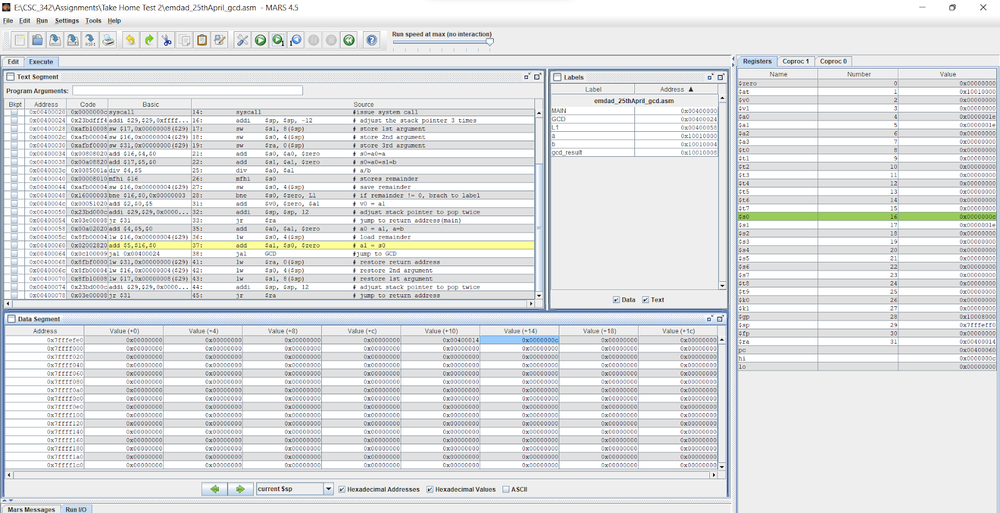 E:\CSC_342\Assignments\Take Home Test 2\emdad_25thApril_gcd.asm - MARS 4.5
File Edit Run Settings Tools Help
Run speed at max (no interaction)
Edit Execute
Text Segment
Program Arguments:
Bkpt Address Code Basic Source
0x00400020 0x0000000c syscall 14: syscall #issue system call
0x00400024 0x23bdfff4 addi $29,$29,0xffff... 16: addi $sp, $sp, -12 # adjust the stack pointer 3 times
0x00400028 0xafb10008 sw $17,0x00000008($29) 17: sw $s1, 8($sp) # store 1st argument
0x0040002c 0xafb00004 sw $16,0x00000004($29) 18: sw $s0, 4($sp) # store 2nd argument
0x00400030 0xafbf0000 sw $31,0x00000000($29) 19: sw $ra, 0($sp) # store 3rd argument
0x00400034 0x00808020 add $16,$4,$0 21: add $s0, $a0, $zero # s0=a0=a
0x00400038 0x00a08820 add $17,$5,$0 22: add $s1, $a1, $zero # s0=a0=s1=b
0x0040003c 0x0085001a div $4,$5 25: div $a0, $a1 # a/b
0x00400040 0x00008010 mfhi $16 26: mfhi $s0 # stores remainder
0x00400044 0xafb00004 sw $16,0x00000004($29) 27: sw $s0, 4($sp) # save remainder
0x00400048 0x16000003 bne $16,$0,0x00000003 28: bne $s0, $zero, L1 # if remainder != 0, brach to label
0x0040004c 0x00051020 add $2,$0,$5 31: add $v0, $zero, $a1 # v0 = a1
0x00400050 0x23bd000c addi $29,$29,0x0000... 32: addi $sp, $sp, 12 # adjust stack pointer to pop twice
0x00400054 0x03e00008 jr $31 33: jr $ra # jump to return address(main)
0x00400058 0x00a02020 add $4,$5,$0 35: add $a0, $a1, $zero # a0 = a1, a=b
0x0040005c 0x8fb00004 lw $16,0x00000004($29) 36: lw $s0, 4($sp) # load remainder
0x00400060 0x02002820 add $5,$16,$0 37: add $a1, $s0, $zero # a1 = s0
0x00400064 0x0c100009 jal 0x00400024 38: jal GCD #jump to GCD
0x00400068 0x8fbf0000 lw $31,0x00000000($29) 41: lw $ra, 0($sp) # restore return address
0x0040006c 0x8fb00004 lw $16,0x00000004($29) 42: lw $s0, 4($sp) # restore 2nd argument
0x00400070 0x8fb10008 lw $17,0x00000008($29) 43: lw $s1, 8($sp) # restore 1st argument
0x00400074 0x23bd000c addi $29,$29,0x0000... 44: addi $sp, $sp, 12 # adjust stack pointer to pop twice
0x00400078 0x03e00008 jr $31 45: jr $ra # jump to return address
Labels
Label Address ▲
emdad_25thApril_gcd.asm
MAIN 0x00400000
GCD 0x00400024
L1 0x00400058
a 0x10010000
b 0x10010004
gcd_result 0x10010008
Data Text
Data Segment
Address Value (+0) Value (+4) Value (+8) Value (+c) Value (+10) Value (+14) Value (+18) Value (+1c)
0x7fffefe0 0x00000000 0x00000000 0x00000000 0x00000000 0x00400014 0x0000000c 0x00000000 0x00000000
0x7ffff000 0x00000000 0x00000000 0x00000000 0x00000000 0x00000000 0x00000000 0x00000000 0x00000000
0x7ffff020 0x00000000 0x00000000 0x00000000 0x00000000 0x00000000 0x00000000 0x00000000 0x00000000
0x7ffff040 0x00000000 0x00000000 0x00000000 0x00000000 0x00000000 0x00000000 0x00000000 0x00000000
0x7ffff060 0x00000000 0x00000000 0x00000000 0x00000000 0x00000000 0x00000000 0x00000000 0x00000000
0x7ffff080 0x00000000 0x00000000 0x00000000 0x00000000 0x00000000 0x00000000 0x00000000 0x00000000
0x7ffff0a0 0x00000000 0x00000000 0x00000000 0x00000000 0x00000000 0x00000000 0x00000000 0x00000000
0x7ffff0c0 0x00000000 0x00000000 0x00000000 0x00000000 0x00000000 0x00000000 0x00000000 0x00000000
0x7ffff0e0 0x00000000 0x00000000 0x00000000 0x00000000 0x00000000 0x00000000 0x00000000 0x00000000
0x7ffff100 0x00000000 0x00000000 0x00000000 0x00000000 0x00000000 0x00000000 0x00000000 0x00000000
0x7ffff120 0x00000000 0x00000000 0x00000000 0x00000000 0x00000000 0x00000000 0x00000000 0x00000000
0x7ffff140 0x00000000 0x00000000 0x00000000 0x00000000 0x00000000 0x00000000 0x00000000 0x00000000
0x7ffff160 0x00000000 0x00000000 0x00000000 0x00000000 0x00000000 0x00000000 0x00000000 0x00000000
0x7ffff180 0x00000000 0x00000000 0x00000000 0x00000000 0x00000000 0x00000000 0x00000000 0x00000000
0x7ffff1a0 0x00000000 0x00000000 0x00000000 0x00000000 0x00000000 0x00000000 0x00000000 0x00000000
0x7ffff1c0 0x00000000 0x00000000 0x00000000 0x00000000 0x00000000 0x00000000 0x00000000 0x00000000
current $sp Hexadecimal Addresses Hexadecimal Values ASCII
Mars Messages Run I/O
Registers Coproc 1 Coproc 0
Name Number Value
$zero 0 0x00000000
$at 1 0x10010000
$v0 2 0x00000000
$v1 3 0x00000000
$a0 4 0x0000001e
$a1 5 0x0000001e
$a2 6 0x00000000
$a3 7 0x00000000
$t0 8 0x00000000
$t1 9 0x00000000
$t2 10 0x00000000
$t3 11 0x00000000
$t4 12 0x00000000
$t5 13 0x00000000
$t6 14 0x00000000
$t7 15 0x00000000
$s0 16 0x0000000c
$s1 17 0x0000001e
$s2 18 0x00000000
$s3 19 0x00000000
$s4 20 0x00000000
$s5 21 0x00000000
$s6 22 0x00000000
$s7 23 0x00000000
$t8 24 0x00000000
$t9 25 0x00000000
$k0 26 0x00000000
$k1 27 0x00000000
$gp 28 0x10008000
$sp 29 0x7fffeff0
$fp 30 0x00000000
$ra 31 0x00400014
pc 0x00400060
hi 0x0000000c
lo 0x00000000